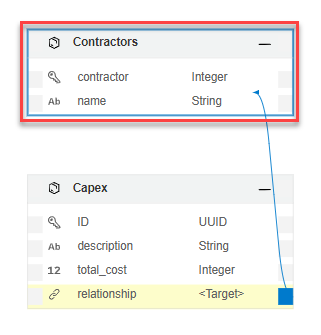 Contractors
contractor Integer
Ab name String
Capex
ID UUID
Ab description String
12 total_cost Integer
relationship <Target>